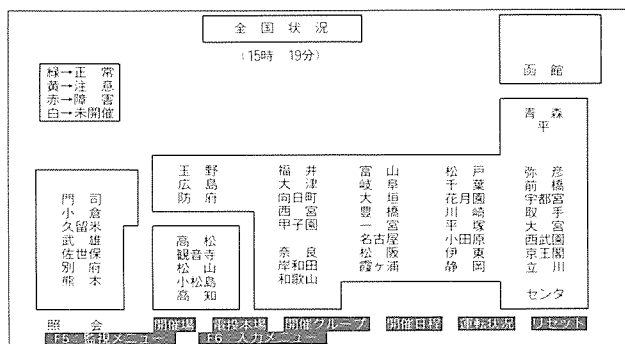 全国状況
(15時 19分)
緑→正 常
黄→注 意
赤→障 害
白→未開催
函館
青森
平
弥彦
前橋
宇都宮
取手
大宮
西武園
京王閣
立川
センタ
松戸
千葉
花月園
川崎
平塚
小田原
伊東
静岡
富山
岐阜
大垣
豊橋
一宮
名古屋
松阪
霞ヶ浦
福井
大津
向日町
西宮
甲子園
奈良
岸和田
和歌山
玉野
広島
防府
高松
観音寺
松山
小松島
高知
門司
小倉
久留米
武雄
佐世保
別府
熊本
照会 開催場 電投本場 開催グループ 開催日程 運転状況 リセット
F5 監視メニュー F6 入力メニュー